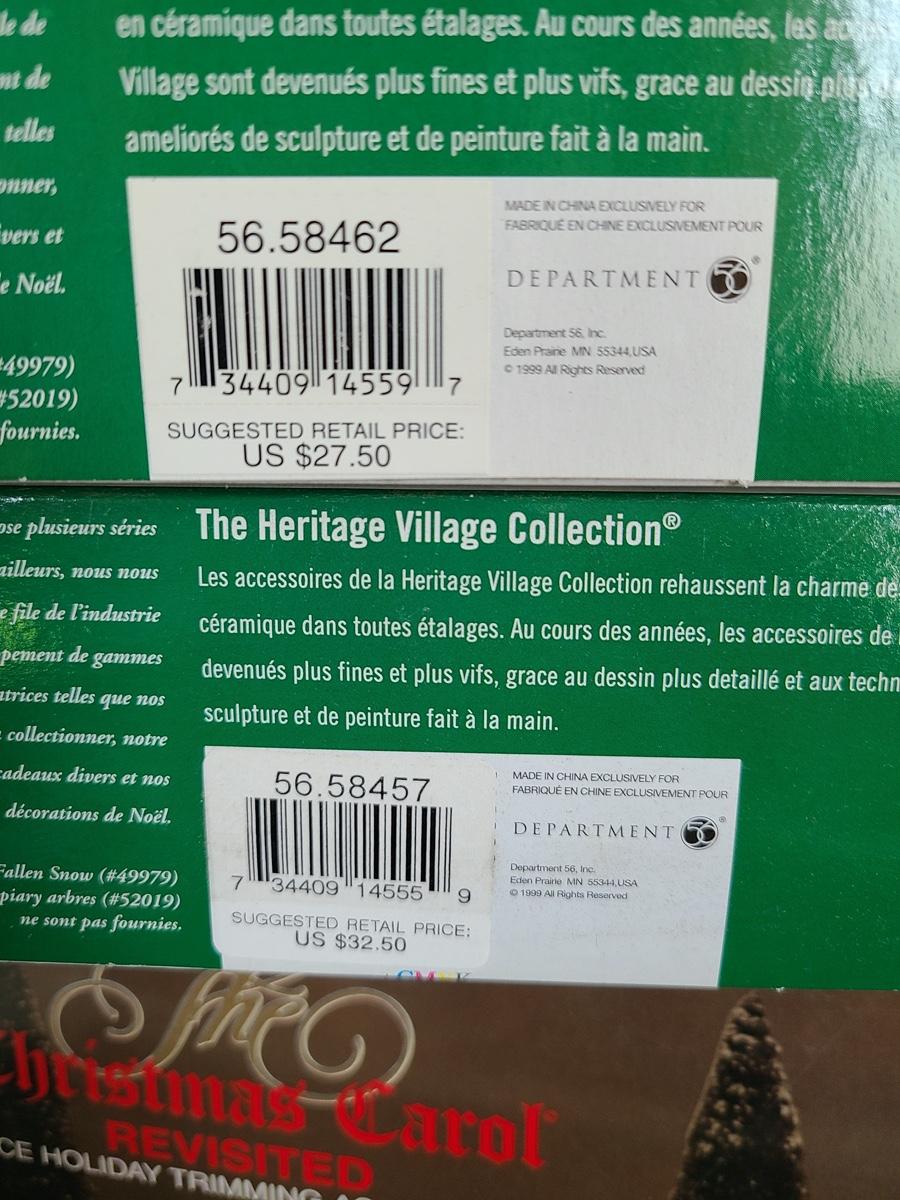 en céramique dans toutes étalages. Au cours des années, les
le de
Village sont devenués plus fines et plus vifs, grace au dessin plus
nt de
ameliorés de sculpture et de peinture fait à la main.
telles
onner,
vers et
e Noël.
#49979)
#52019)
fournies.
56.58462
7 34409 14559 7
SUGGESTED RETAIL PRICE:
US $27.50
MADE IN CHINA EXCLUSIVELY FOR
FABRIQUÉ EN CHINE EXCLUSIVEMENT POUR
DEPARTMENT 56®
Department 56, Inc.
Eden Prairie MN 55344,USA
© 1999 All Rights Reserved
ose plusieurs séries
ailleurs, nous nous
e file de l'industrie
pement de gammes
atrices telles que nos
collectionner, notre
cadeaux divers et nos
décorations de Noël.
Fallen Snow (#49979)
piary arbres (#52019)
ne sont pas fournies.
The Heritage Village Collection®
Les accessoires de la Heritage Village Collection rehaussent la charme de
céramique dans toutes étalages. Au cours des années, les accessoires de
devenués plus fines et plus vifs, grace au dessin plus detaillé et aux techn
sculpture et de peinture fait à la main.
56.58457
7 34409 14555 9
SUGGESTED RETAIL PRICE:
US $32.50
MADE IN CHINA EXCLUSIVELY FOR
FABRIQUÉ EN CHINE EXCLUSIVEMENT POUR
DEPARTMENT 56®
Department 56, Inc.
Eden Prairie MN 55344,USA
© 1999 All Rights Reserved
The
Christmas Carol
REVISITED
CE HOLIDAY TRIMMING